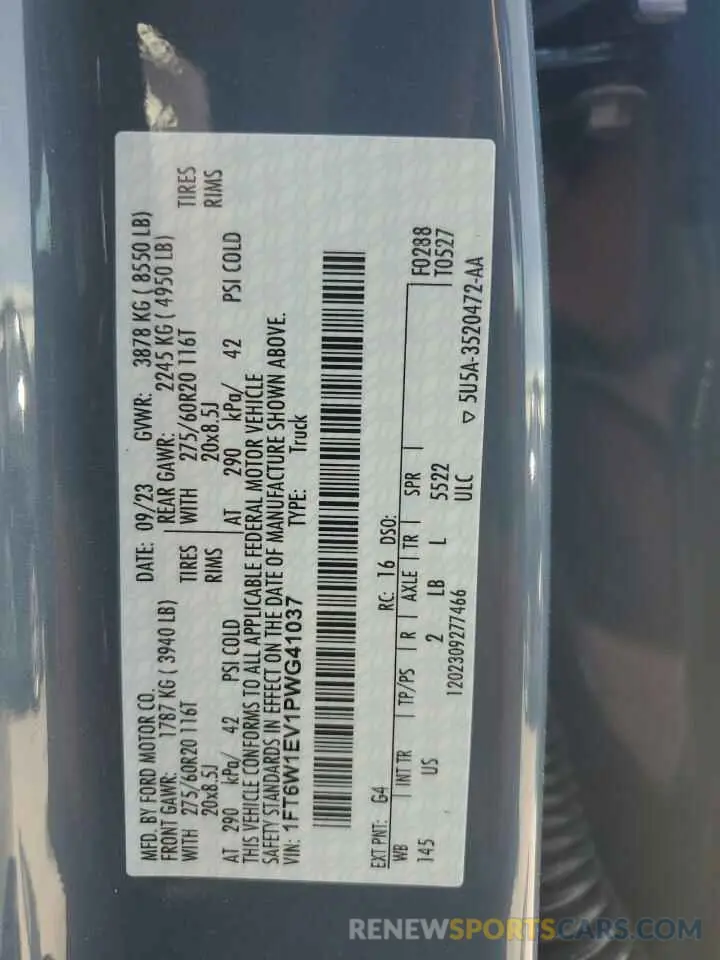 MFD. BY FORD MOTOR CO.
DATE: 09/23 GVWR: 3878 KG ( 8550 LB)
FRONT GAWR: 1787 KG ( 3940 LB)
REAR GAWR: 2245 KG ( 4950 LB)
WITH 275/60R20 116T TIRES
WITH 275/60R20 116T TIRES
20x8.5J RIMS
20x8.5J RIMS
AT 290 kPa/ 42 PSI COLD
AT 290 kPa/ 42 PSI COLD
THIS VEHICLE CONFORMS TO ALL APPLICABLE FEDERAL MOTOR VEHICLE
SAFETY STANDARDS IN EFFECT ON THE DATE OF MANUFACTURE SHOWN ABOVE.
VIN: 1FT6W1EV1PWG41037 TYPE: Truck
EXT PNT: G4 RC: 16 DSO: F0288
WB INT TR TP/PS R AXLE TR SPR T0527
145 US 2 LB L 5522
ULC
1202309277466 ▽ 5U5A-3520472-AA
RENEWSPORTSCARS.COM